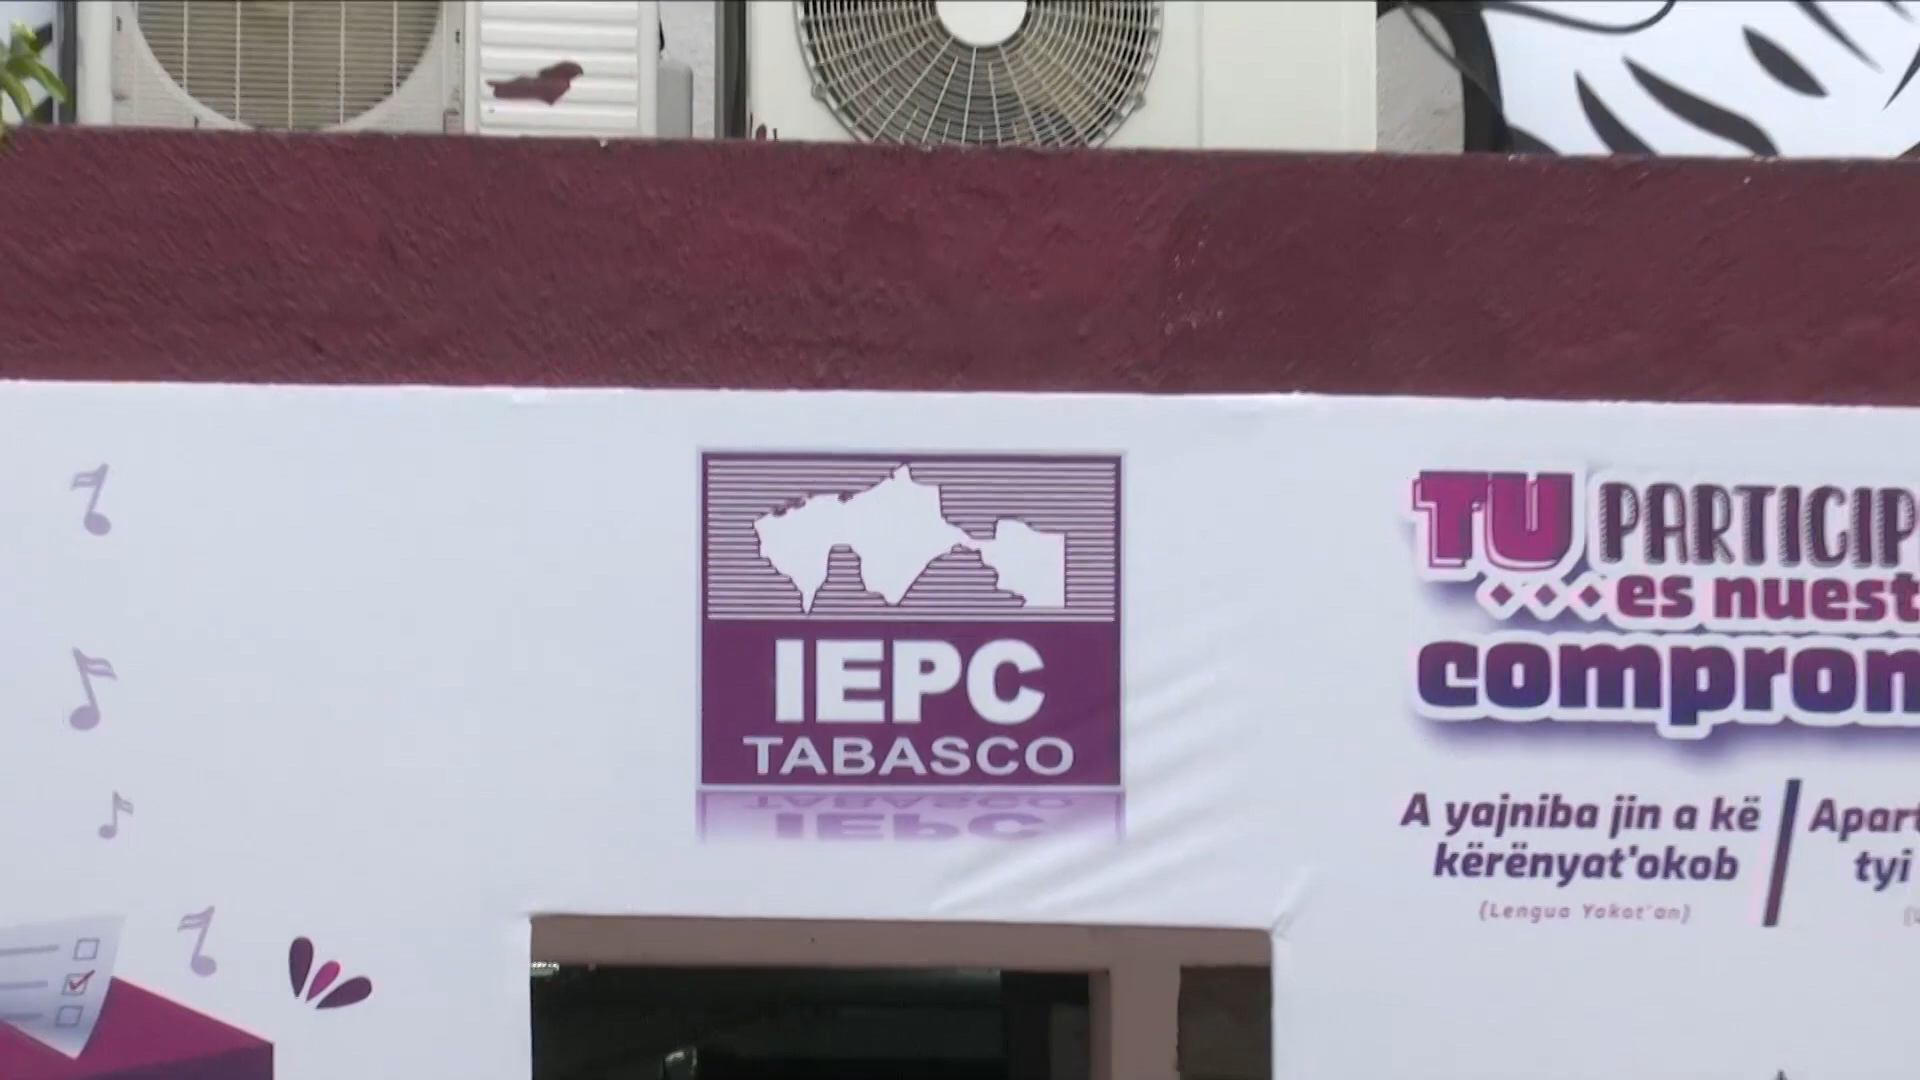 IEPC
TABASCO
TU PARTICIP
es nuest
compron
A yajniba jin a kë
kërënyat'okob
(Lengua Yokot'an)
Apart
tyi